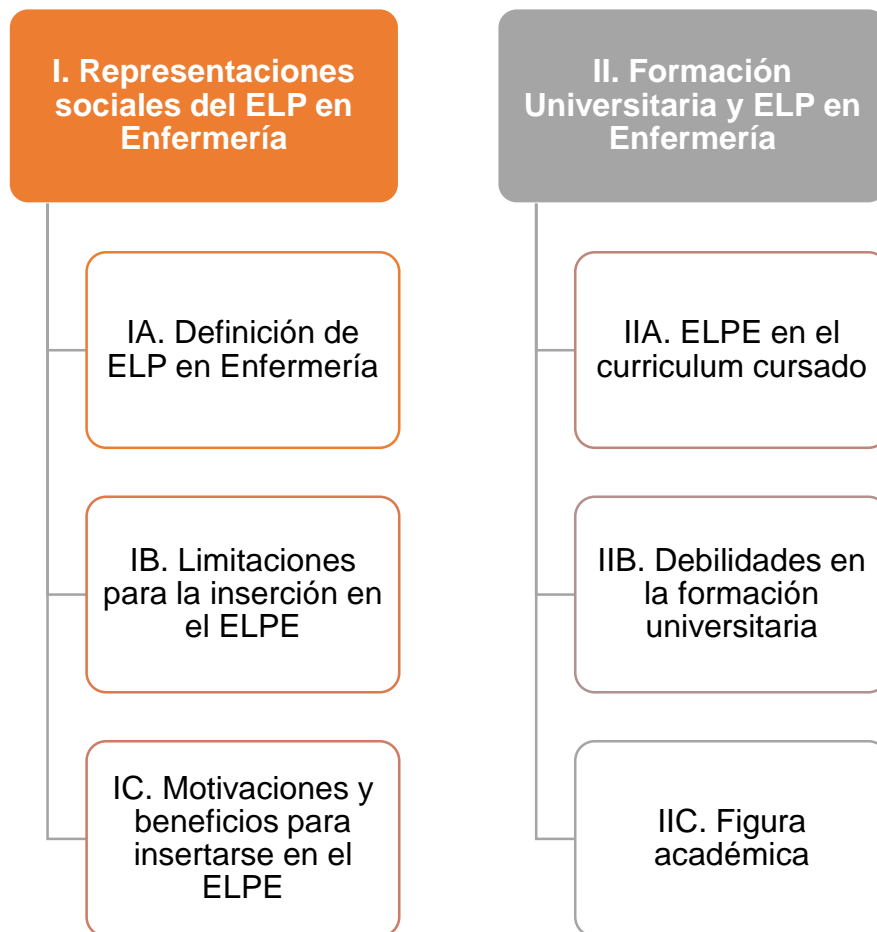 I. Representaciones
sociales del ELP en
Enfermería
IA. Definición de
ELP en Enfermería
IB. Limitaciones
para la inserción en
el ELPE
IC. Motivaciones y
beneficios para
insertarse en el
ELPE
II. Formación
Universitaria y ELP en
Enfermería
IIA. ELPE en el
curriculum cursado
IIB. Debilidades en
la formación
universitaria
IIC. Figura
académica